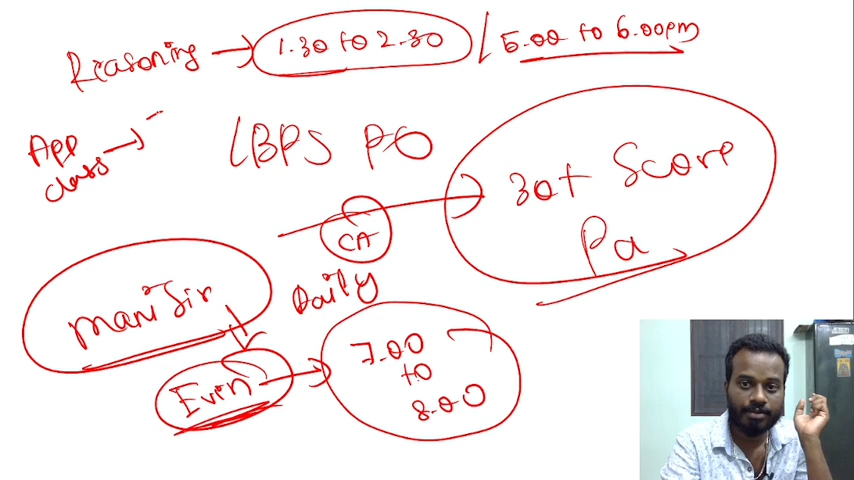 Reasoning → 1.30 to 2.30 / 5.00 to 6.00pm
App class →
IBPS PO
30+ Score Pa
CA
Mani Sir
Daily
Even → 7.00 to 8.00